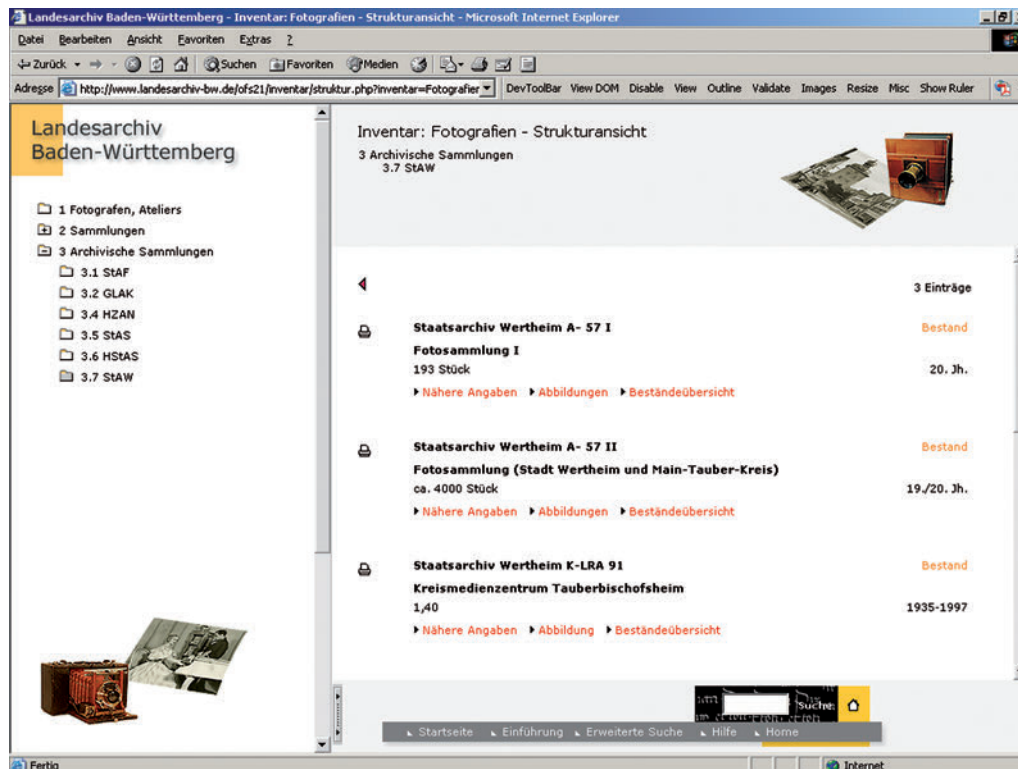 Landesarchiv Baden-Württemberg - Inventar: Fotografien - Strukturansicht - Microsoft Internet Explorer
Datei Bearbeiten Ansicht Favoriten Extras ?
Zurück Suchen Favoriten Medien
Adresse http://www.landesarchiv-bw.de/ofs21/inventar/struktur.php?inventar=Fotografier DevToolBar View DOM Disable View Outline Validate Images Resize Misc Show Ruler
Landesarchiv
Baden-Württemberg
1 Fotografen, Ateliers
2 Sammlungen
3 Archivische Sammlungen
3.1 StAF
3.2 GLAK
3.4 HZAN
3.5 StAS
3.6 HStAS
3.7 StAW
Inventar: Fotografien - Strukturansicht
3 Archivische Sammlungen
3.7 StAW
3 Einträge
Staatsarchiv Wertheim A- 57 I Bestand
Fotosammlung I
193 Stück 20. Jh.
Nähere Angaben Abbildungen Beständeübersicht
Staatsarchiv Wertheim A- 57 II Bestand
Fotosammlung (Stadt Wertheim und Main-Tauber-Kreis)
ca. 4000 Stück 19./20. Jh.
Nähere Angaben Abbildungen Beständeübersicht
Staatsarchiv Wertheim K-LRA 91 Bestand
Kreismedienzentrum Tauberbischofsheim
1,40 1935-1997
Nähere Angaben Abbildung Beständeübersicht
Suche:
Startseite Einführung Erweiterte Suche Hilfe Home
Fertig Internet